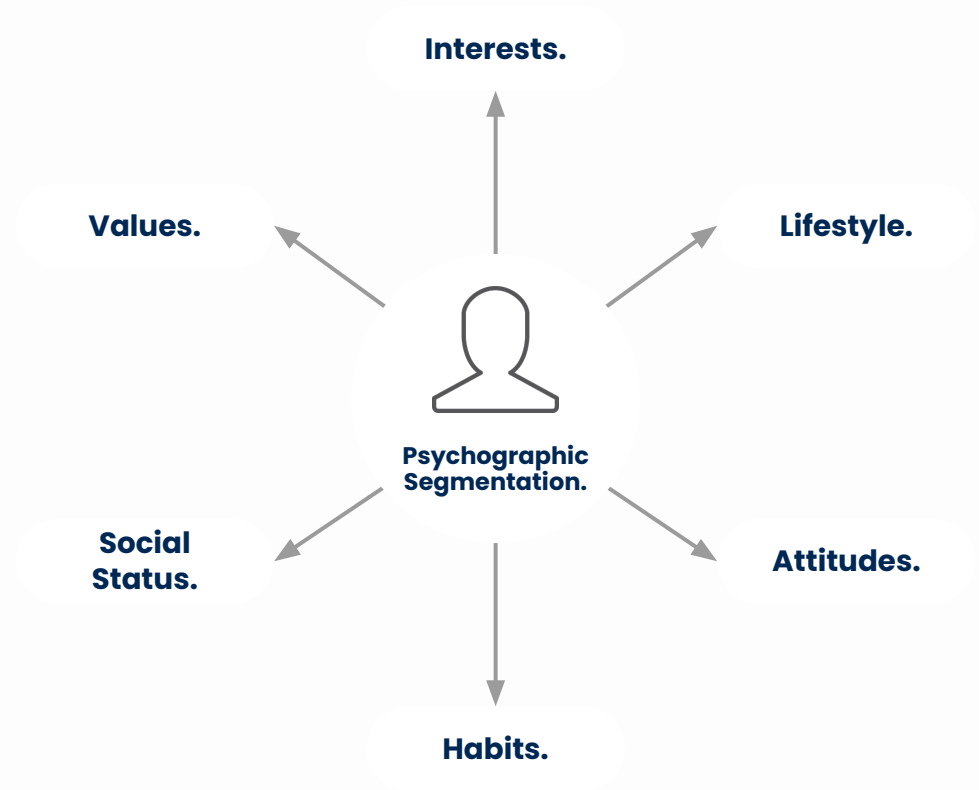 Interests.
Values.
Lifestyle.
Psychographic
Segmentation.
Social
Status.
Attitudes.
Habits.